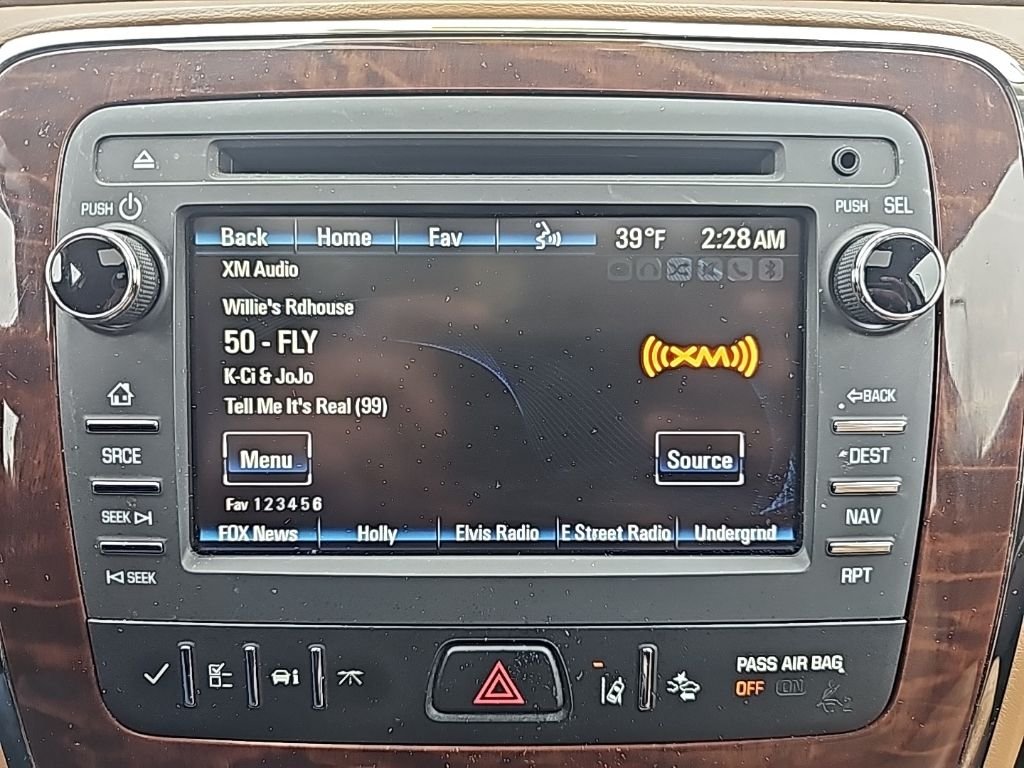 PUSH
PUSH SEL
Back Home Fav 39°F 2:28AM
XM Audio
Willie's Rdhouse
50 - FLY
((XM))
K-Ci & JoJo
Tell Me It's Real (99)
BACK
SRCE
Menu
Source
DEST
Fav 1 2 3 4 5 6
SEEK
NAV
FOX News Holly Elvis Radio E Street Radio Undergrnd
SEEK
RPT
PASS AIR BAG
OFF ON